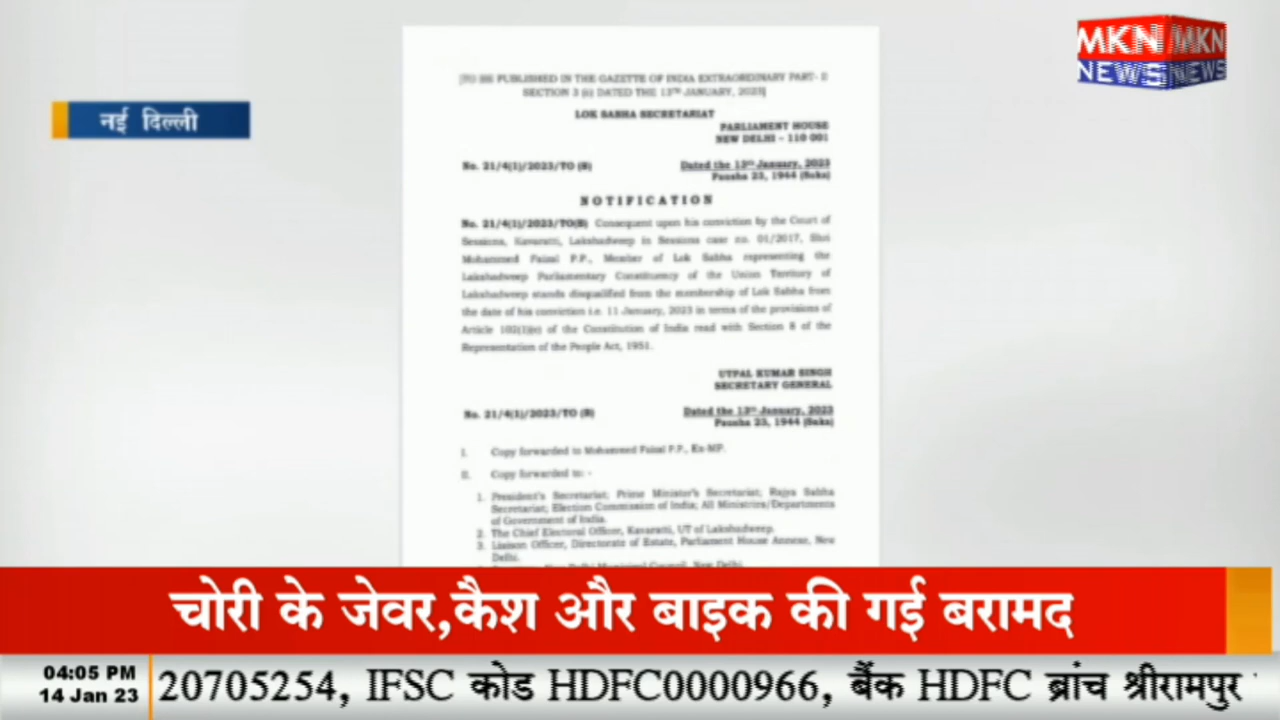 MKN MKN
NEWS NEWS
नई दिल्ली
[TO BE PUBLISHED IN THE GAZETTE OF INDIA EXTRAORDINARY PART- II
SECTION 3 (ii) DATED THE 13TH JANUARY, 2023]
LOK SABHA SECRETARIAT
PARLIAMENT HOUSE
NEW DELHI – 110 001
No. 21/4(1)/2023/TO (B) Dated the 13th January, 2023
Pausha 23, 1944 (Saka)
NOTIFICATION
No. 21/4(1)/2023/TO(B) Consequent upon his conviction by the Court of
Sessions, Kavaratti, Lakshadweep in Sessions case no. 01/2017, Shri
Mohammed Faizal P.P., Member of Lok Sabha representing the
Lakshadweep Parliamentary Constituency of the Union Territory of
Lakshadweep stands disqualified from the membership of Lok Sabha from
the date of his conviction i.e. 11 January, 2023 in terms of the provisions of
Article 102(1)(e) of the Constitution of India read with Section 8 of the
Representation of the People Act, 1951.
UTPAL KUMAR SINGH
SECRETARY GENERAL
No. 21/4(1)/2023/TO (B) Dated the 13th January, 2023
Pausha 23, 1944 (Saka)
I. Copy forwarded to Mohammed Faizal P.P., Ex-MP.
II. Copy forwarded to: -
1. President's Secretariat; Prime Minister's Secretariat; Rajya Sabha
Secretariat; Election Commission of India; All Ministries/Departments
of Government of India.
2. The Chief Electoral Officer, Kavaratti, UT of Lakshadweep.
3. Liaison Officer, Directorate of Estate, Parliament House Annexe, New
Delhi.
New Delhi Municipal Council, New Delhi.
चोरी के जेवर,कैश और बाइक की गई बरामद
04:05 PM
14 Jan 23
20705254, IFSC कोड HDFC0000966, बैंक HDFC ब्रांच श्रीरामपुर